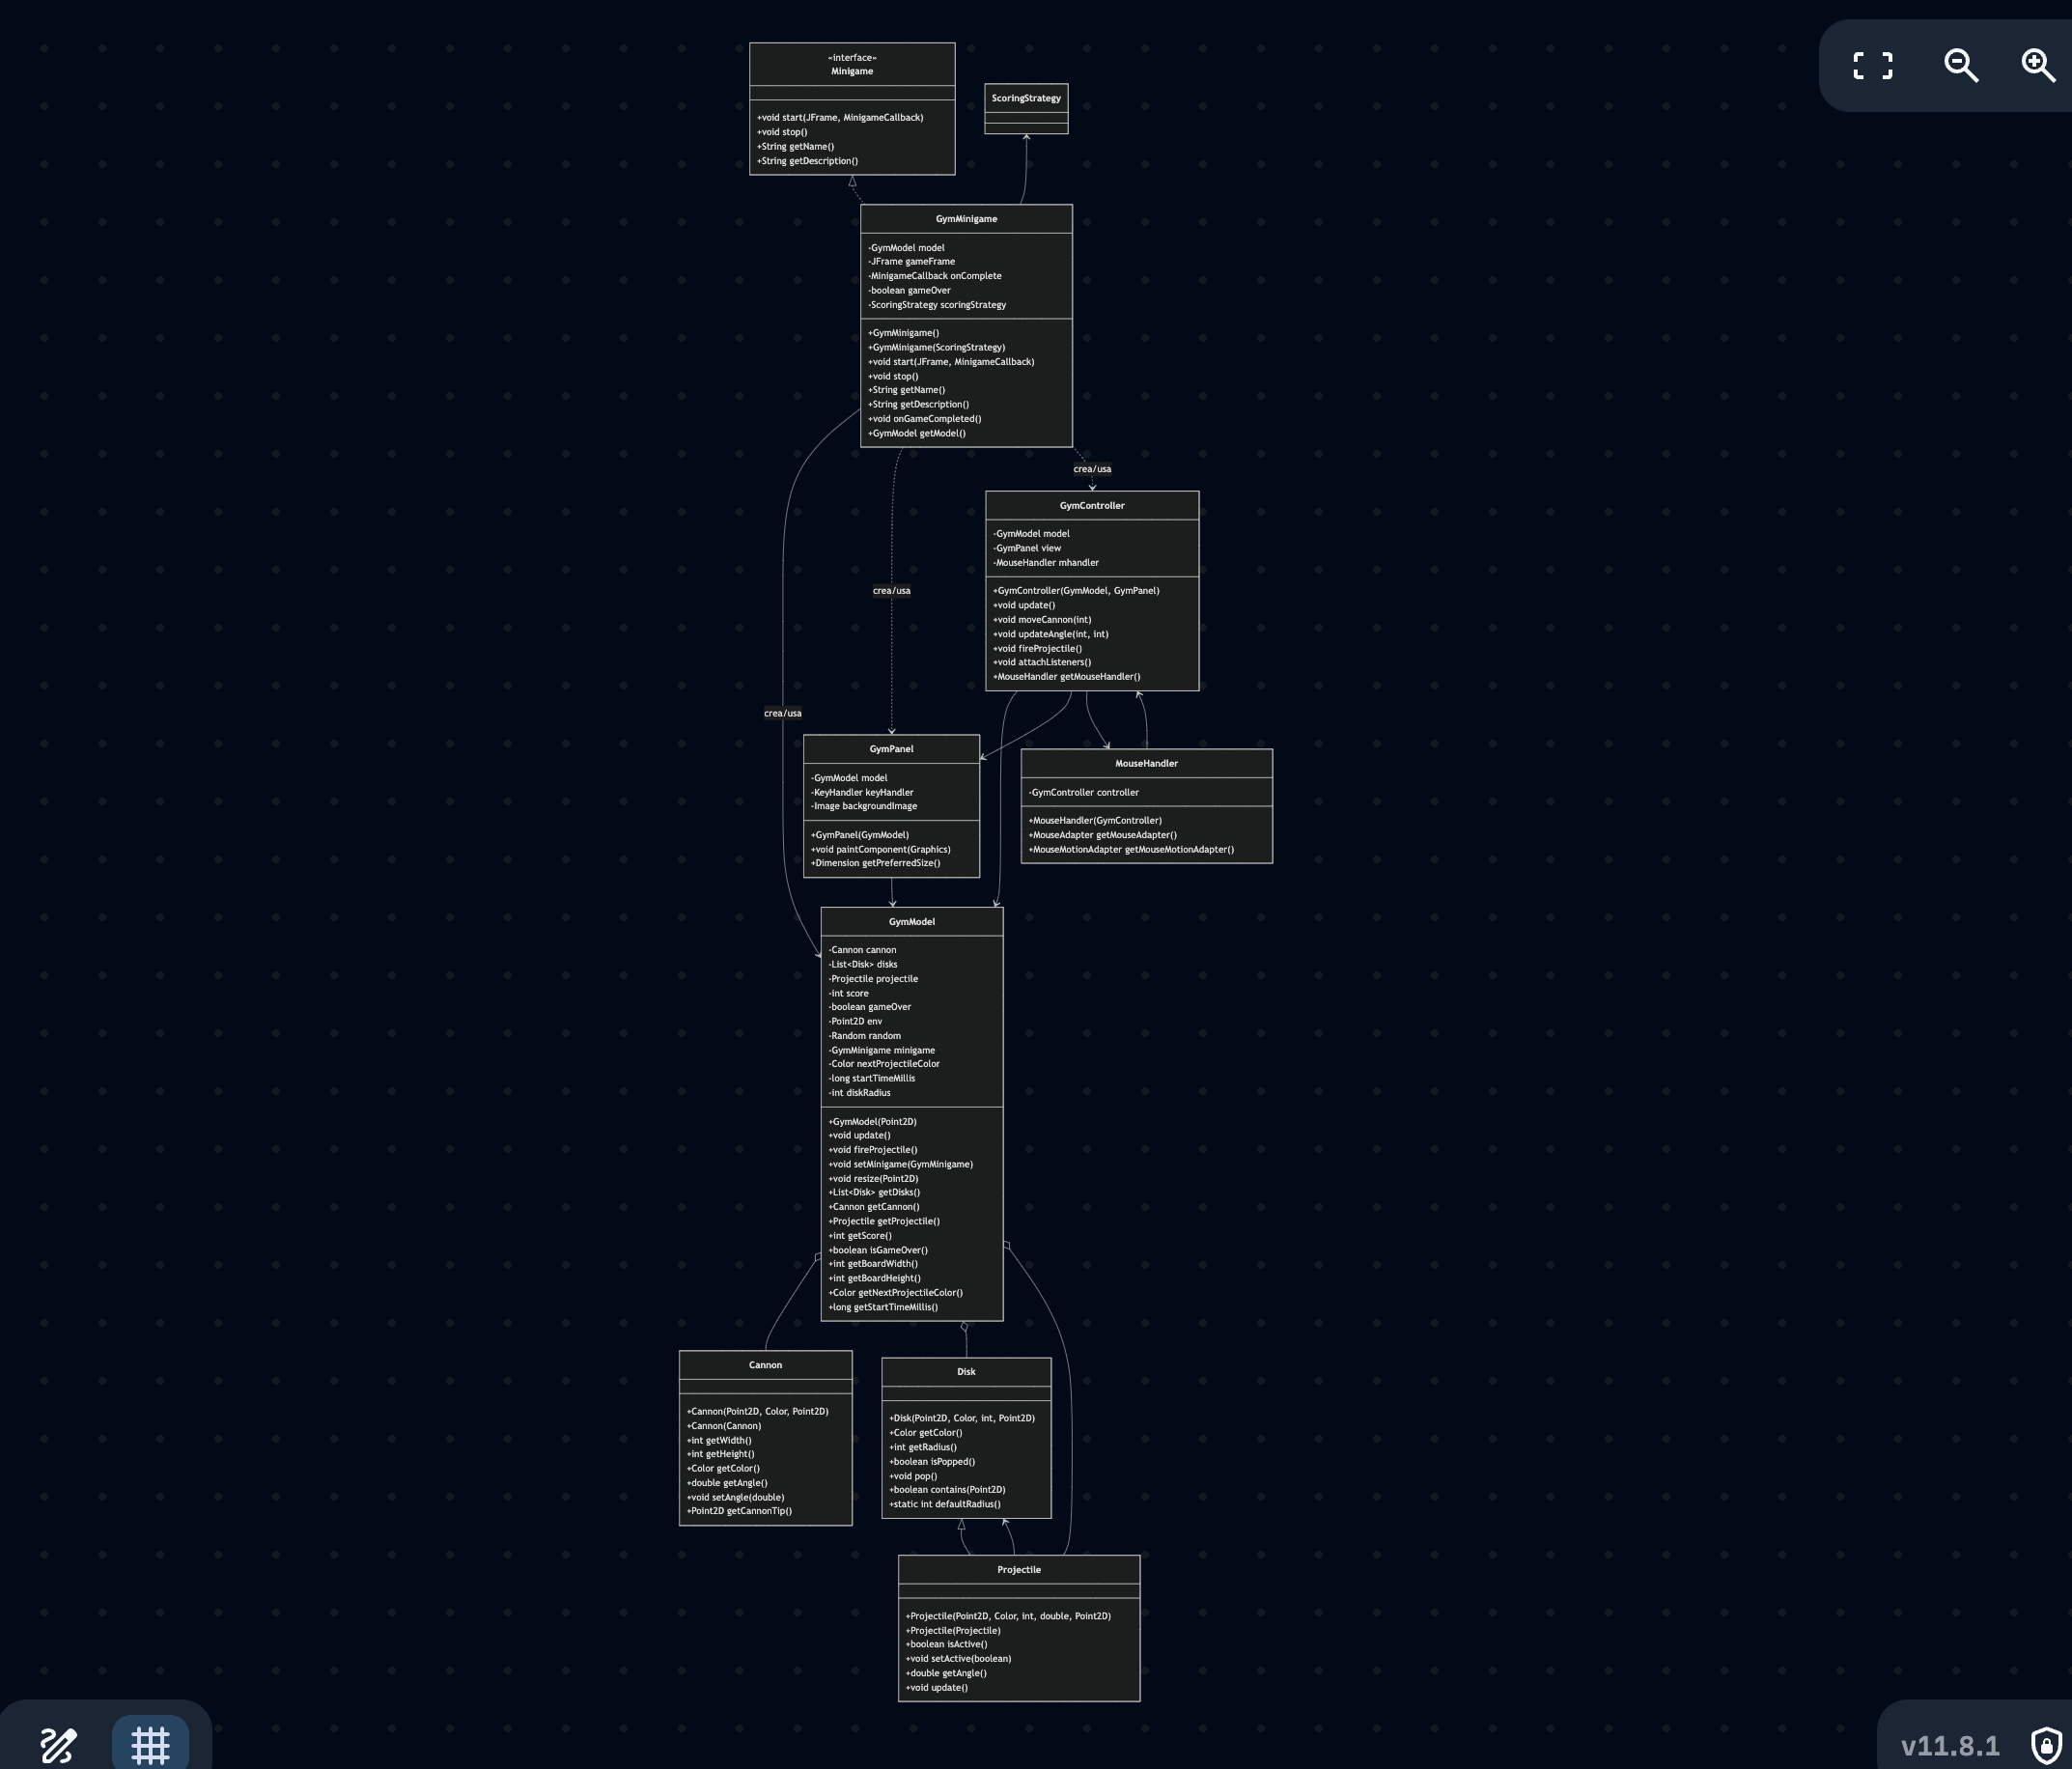 «interface»
Minigame
+void start(JFrame, MinigameCallback)
+void stop()
+String getName()
+String getDescription()
ScoringStrategy
GymMinigame
-GymModel model
-JFrame gameFrame
-MinigameCallback onComplete
-boolean gameOver
-ScoringStrategy scoringStrategy
+GymMinigame()
+GymMinigame(ScoringStrategy)
+void start(JFrame, MinigameCallback)
+void stop()
+String getName()
+String getDescription()
+void onGameCompleted()
+GymModel getModel()
crea/usa
GymController
-GymModel model
-GymPanel view
-MouseHandler mhandler
+GymController(GymModel, GymPanel)
+void update()
+void moveCannon(int)
+void updateAngle(int, int)
+void fireProjectile()
+void attachListeners()
+MouseHandler getMouseHandler()
crea/usa
crea/usa
GymPanel
-GymModel model
-KeyHandler keyHandler
-Image backgroundImage
+GymPanel(GymModel)
+void paintComponent(Graphics)
+Dimension getPreferredSize()
MouseHandler
-GymController controller
+MouseHandler(GymController)
+MouseAdapter getMouseAdapter()
+MouseMotionAdapter getMouseMotionAdapter()
GymModel
-Cannon cannon
-List<Disk> disks
-Projectile projectile
-int score
-boolean gameOver
-Point2D env
-Random random
-GymMinigame minigame
-Color nextProjectileColor
-long startTimeMillis
-int diskRadius
+GymModel(Point2D)
+void update()
+void fireProjectile()
+void setMinigame(GymMinigame)
+void resize(Point2D)
+List<Disk> getDisks()
+Cannon getCannon()
+Projectile getProjectile()
+int getScore()
+boolean isGameOver()
+int getBoardWidth()
+int getBoardHeight()
+Color getNextProjectileColor()
+long getStartTimeMillis()
Cannon
+Cannon(Point2D, Color, Point2D)
+Cannon(Cannon)
+int getWidth()
+int getHeight()
+Color getColor()
+double getAngle()
+void setAngle(double)
+Point2D getCannonTip()
Disk
+Disk(Point2D, Color, int, Point2D)
+Color getColor()
+int getRadius()
+boolean isPopped()
+void pop()
+boolean contains(Point2D)
+static int defaultRadius()
Projectile
+Projectile(Point2D, Color, int, double, Point2D)
+Projectile(Projectile)
+boolean isActive()
+void setActive(boolean)
+double getAngle()
+void update()
v11.8.1